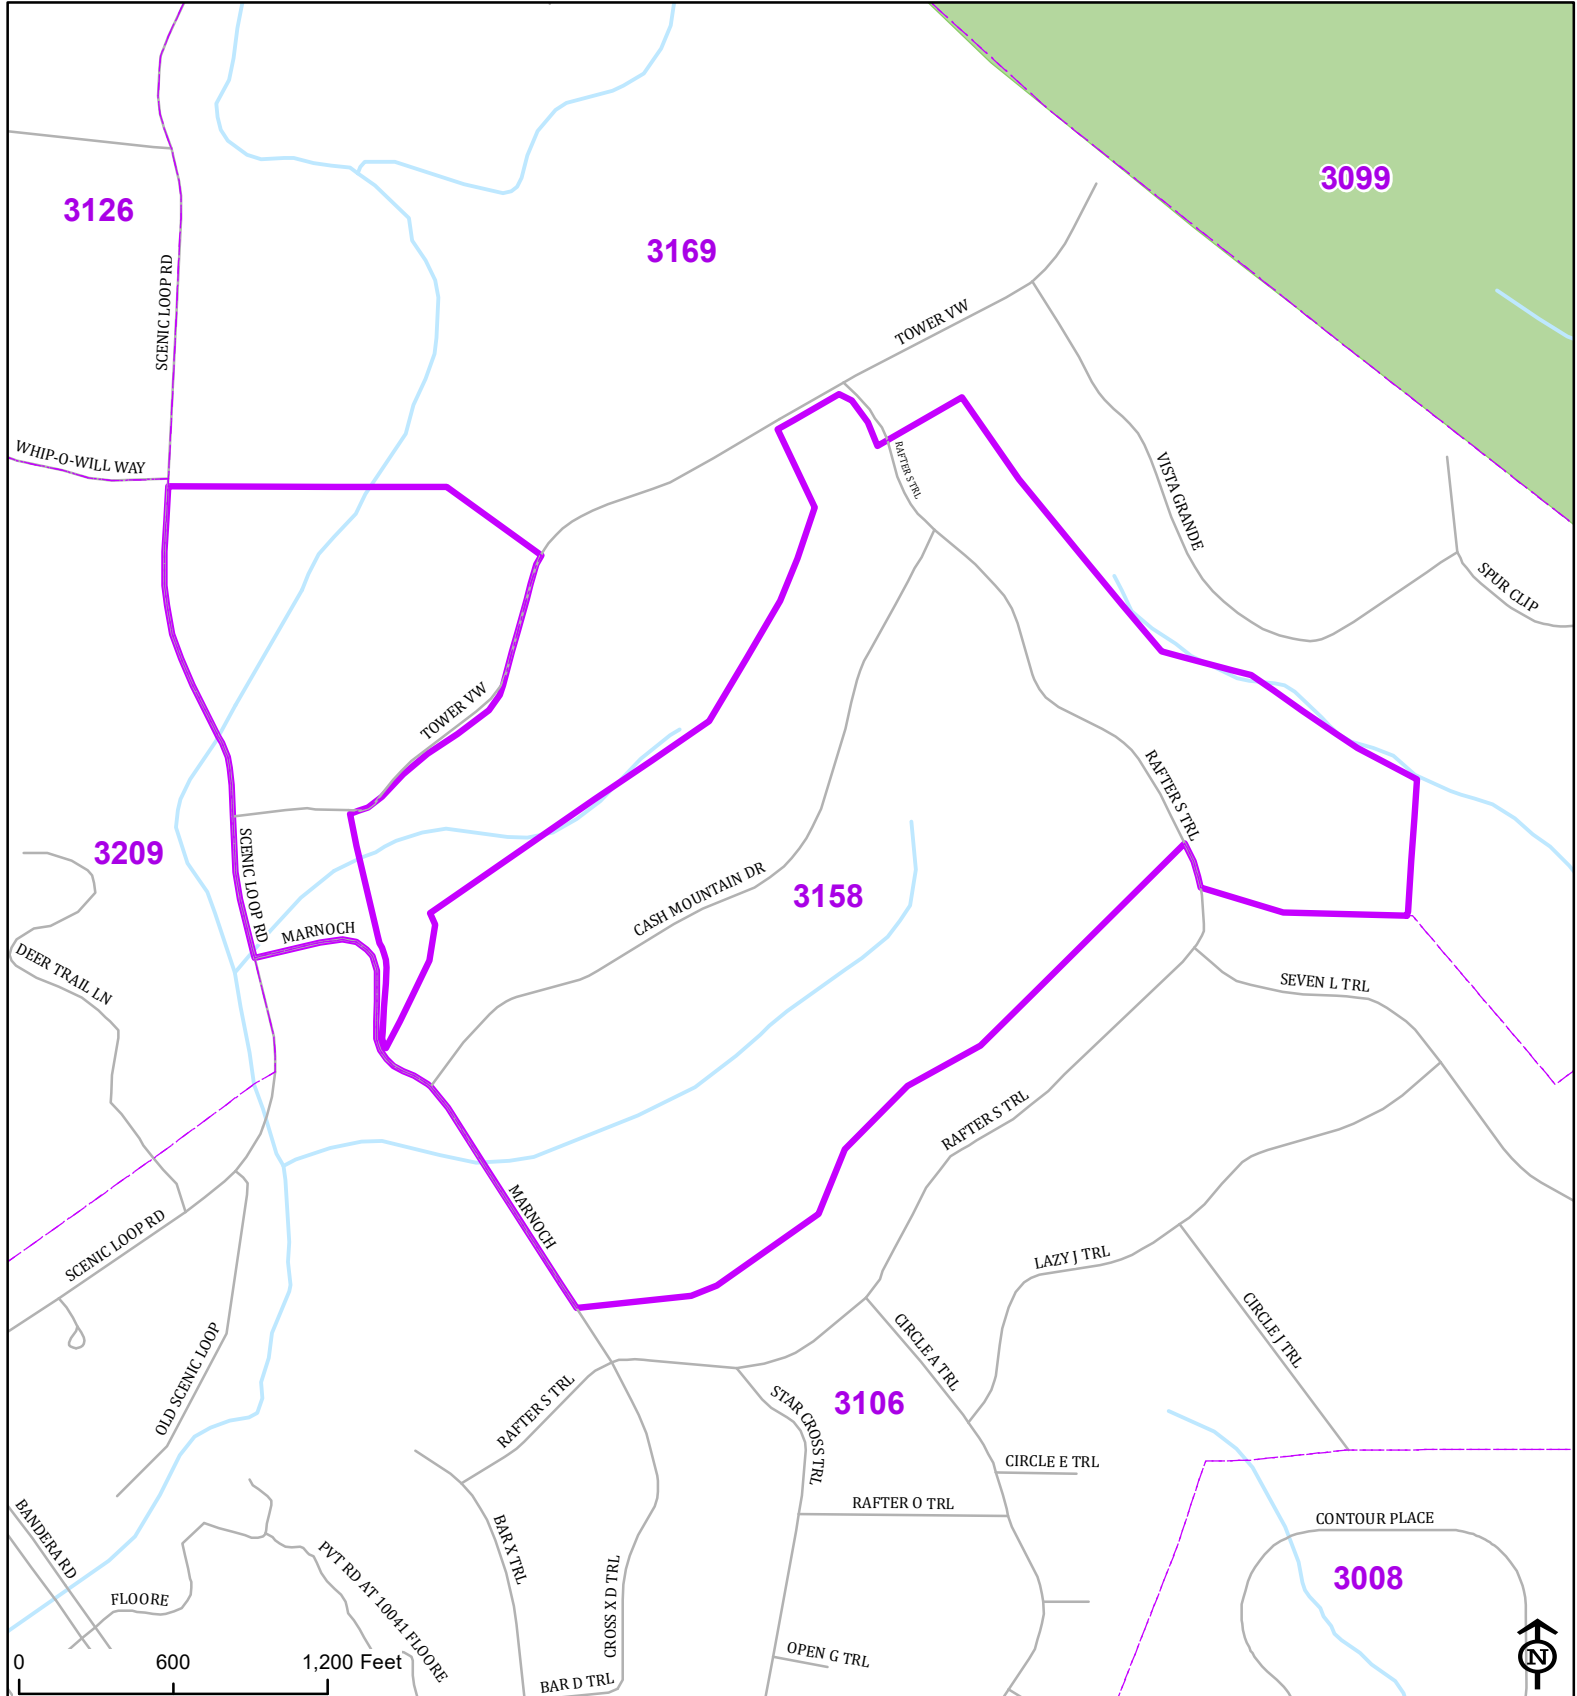 3099
3126
3169
SCENIC LOOP RD
TOWER VW
WHIP-O-WILL WAY
RAFTER S TRL
VISTA GRANDE
SPUR CLIP
TOWER VW
RAFTER S TRL
3209
SCENIC LOOP RD
3158
CASH MOUNTAIN DR
MARNOCH
DEER TRAIL LN
SEVEN L TRL
RAFTER S TRL
MARNOCH
SCENIC LOOP RD
LAZY J TRL
CIRCLE J TRL
CIRCLE A TRL
OLD SCENIC LOOP
RAFTER S TRL
STAR CROSS TRL
3106
CIRCLE E TRL
RAFTER O TRL
CONTOUR PLACE
BANDERA RD
BAR X TRL
PVT RD AT 10041 FLOORE
CROSS X D TRL
3008
FLOORE
OPEN G TRL
BAR D TRL
0 600 1,200 Feet
N